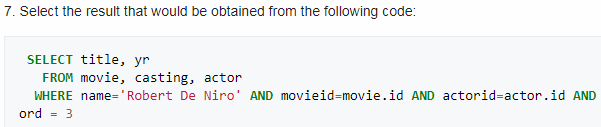 7. Select the result that would be obtained from the following code:
SELECT title, yr
FROM movie, casting, actor
WHERE name='Robert De Niro' AND movieid=movie.id AND actorid=actor.id AND
ord = 3